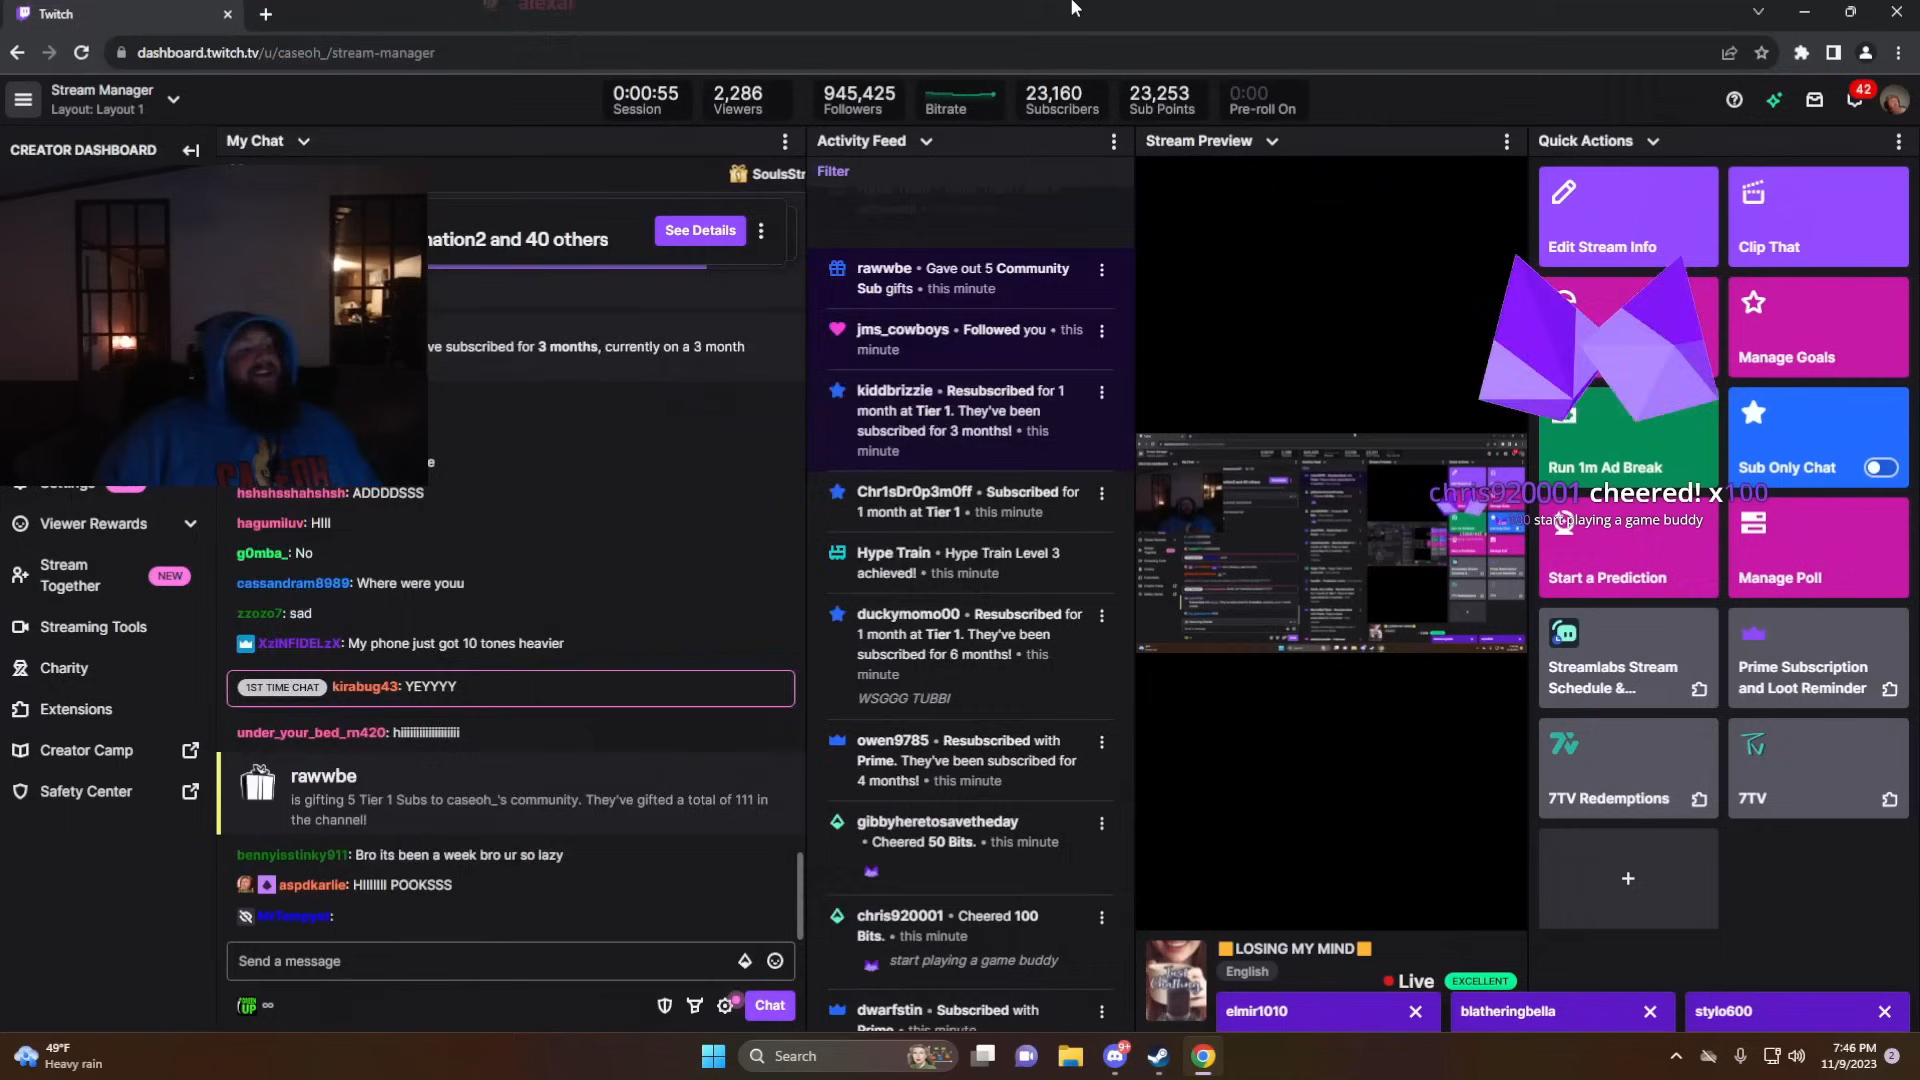 Twitch
dashboard.twitch.tv/u/caseoh_/stream-manager
Stream Manager
Layout: Layout 1
0:00:55
Session
2,286
Viewers
945,425
Followers
Bitrate
23,160
Subscribers
23,253
Sub Points
0:00
Pre-roll On
42
CREATOR DASHBOARD
My Chat
Activity Feed
Stream Preview
Quick Actions
SoulsStr
nation2 and 40 others
See Details
ve subscribed for 3 months, currently on a 3 month
e
hshshsshahshsh: ADDDDSSS
hagumiluv: HIII
g0mba_: No
cassandram8989: Where were youu
zzozo7: sad
XzINFIDELzX: My phone just got 10 tones heavier
1ST TIME CHAT kirabug43: YEYYYY
under_your_bed_rn420: hiiiiiiiiiiiiiiiiiiii
rawwbe
is gifting 5 Tier 1 Subs to caseoh_'s community. They've gifted a total of 111 in
the channel!
bennyisstinky911: Bro its been a week bro ur so lazy
aspdkarlie: HIIIIIII POOKSSS
Send a message
Chat
Viewer Rewards
Stream
Together
NEW
Streaming Tools
Charity
Extensions
Creator Camp
Safety Center
Filter
rawwbe • Gave out 5 Community
Sub gifts • this minute
jms_cowboys • Followed you • this
minute
kiddbrizzie • Resubscribed for 1
month at Tier 1. They've been
subscribed for 3 months! • this
minute
Chr1sDr0p3m0ff • Subscribed for
1 month at Tier 1 • this minute
Hype Train • Hype Train Level 3
achieved! • this minute
duckymomo00 • Resubscribed for
1 month at Tier 1. They've been
subscribed for 6 months! • this
minute
WSGGG TUBBI
owen9785 • Resubscribed with
Prime. They've been subscribed for
4 months! • this minute
gibbyheretosavetheday
• Cheered 50 Bits. • this minute
chris920001 • Cheered 100
Bits. • this minute
start playing a game buddy
dwarfstin • Subscribed with
Prime • this minute
LOSING MY MIND
English
Live
EXCELLENT
Just
Chatting
elmir1010
blatheringbella
stylo600
Edit Stream Info
Clip That
Manage Goals
Run 1m Ad Break
Sub Only Chat
chris920001 cheered! x100
start playing a game buddy
Start a Prediction
Manage Poll
Streamlabs Stream
Schedule &...
Prime Subscription
and Loot Reminder
7TV Redemptions
7TV
49°F
Heavy rain
Search
9+
7:46 PM
11/9/2023
2